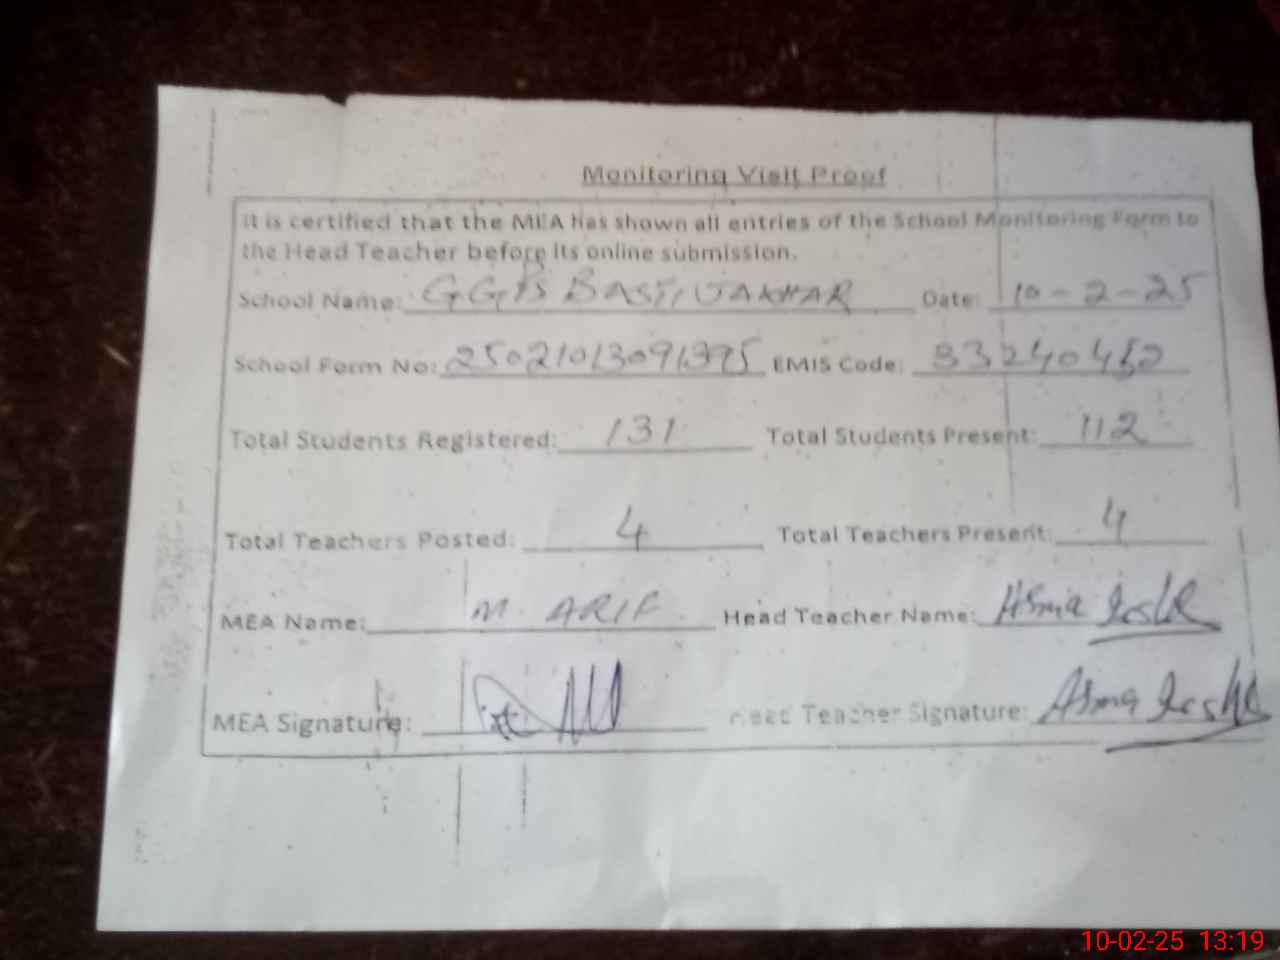 Monitoring Visit Proof
It is certified that the MEA has shown all entries of the School Monitoring Form to
the Head Teacher before its online submission.
School Name: GGPS BASTI JAKHAR Date: 10-2-25
School Form No: EMIS Code:
Total Students Registered: 131 Total Students Present: 112
Total Teachers Posted: 4 Total Teachers Present: 4
MEA Name: M. ARIF Head Teacher Name: Asma
MEA Signature: Head Teacher Signature: Asma
10-02-25 13:19